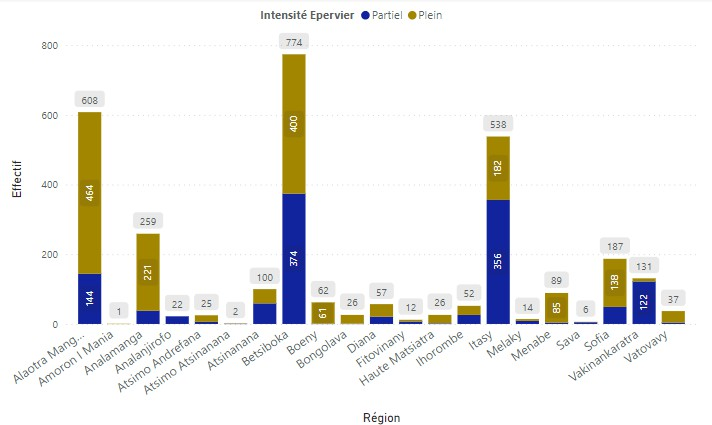 Intensité Epervier Partiel Plein
800
600
400
200
0
Effectif
608
464
144
1
259
221
22
25
2
100
774
400
374
62
61
26
57
12
26
52
538
182
356
14
89
85
6
187
138
131
122
37
Alaotra Mang...
Amoron I Mania
Analamanga
Analanjirofo
Atsimo Andrefana
Atsimo Atsinanana
Atsinanana
Betsiboka
Boeny
Bongolava
Diana
Fitovinany
Haute Matsiatra
Ihorombe
Itasy
Melaky
Menabe
Sava
Sofia
Vakinankaratra
Vatovavy
Région